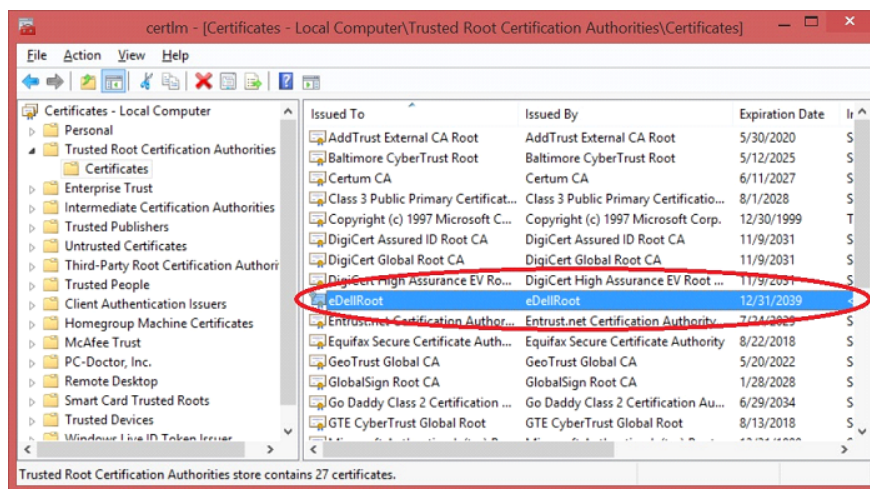 certlm - [Certificates - Local Computer\Trusted Root Certification Authorities\Certificates]
File Action View Help
Certificates - Local Computer
Personal
Trusted Root Certification Authorities
Certificates
Enterprise Trust
Intermediate Certification Authorities
Trusted Publishers
Untrusted Certificates
Third-Party Root Certification Authori
Trusted People
Client Authentication Issuers
Homegroup Machine Certificates
McAfee Trust
PC-Doctor, Inc.
Remote Desktop
Smart Card Trusted Roots
Trusted Devices
Windows Live ID Token Issuer
Issued To Issued By Expiration Date
AddTrust External CA Root AddTrust External CA Root 5/30/2020 S
Baltimore CyberTrust Root Baltimore CyberTrust Root 5/12/2025 S
Certum CA Certum CA 6/11/2027 S
Class 3 Public Primary Certificat... Class 3 Public Primary Certificatio... 8/1/2028 S
Copyright (c) 1997 Microsoft C... Copyright (c) 1997 Microsoft Corp. 12/30/1999 T
DigiCert Assured ID Root CA DigiCert Assured ID Root CA 11/9/2031 S
DigiCert Global Root CA DigiCert Global Root CA 11/9/2031 S
DigiCert High Assurance EV Ro... DigiCert High Assurance EV Root ... 11/9/2031 S
eDellRoot eDellRoot 12/31/2039 <
Entrust.net Certification Author... Entrust.net Certification Authority 7/24/2029 S
Equifax Secure Certificate Auth... Equifax Secure Certificate Authority 8/22/2018 S
GeoTrust Global CA GeoTrust Global CA 5/20/2022 S
GlobalSign Root CA GlobalSign Root CA 1/28/2028 S
Go Daddy Class 2 Certification ... Go Daddy Class 2 Certification Au... 6/29/2034 S
GTE CyberTrust Global Root GTE CyberTrust Global Root 8/13/2018 S
Trusted Root Certification Authorities store contains 27 certificates.